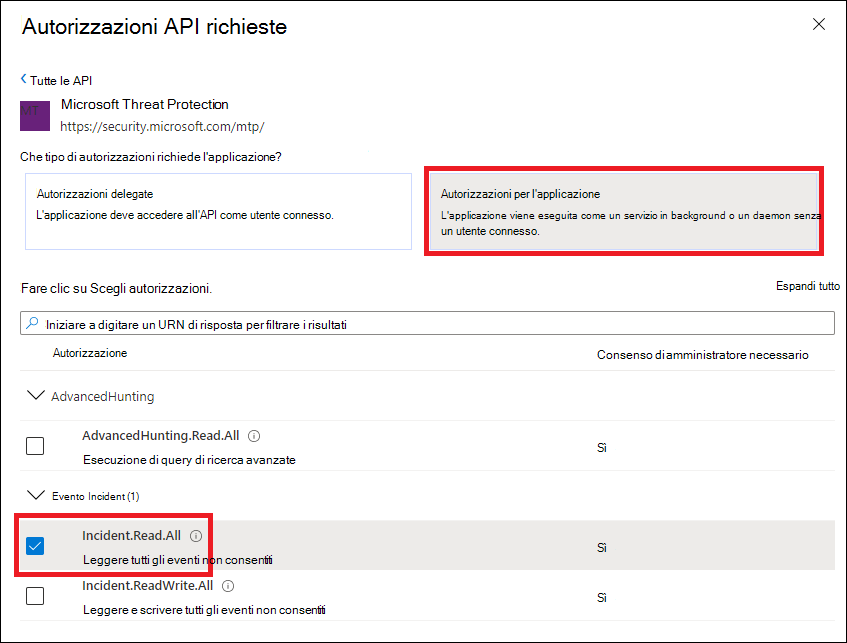 Autorizzazioni API richieste
Tutte le API
MT
Microsoft Threat Protection
https://security.microsoft.com/mtp/
Che tipo di autorizzazioni richiede l'applicazione?
Autorizzazioni delegate
L'applicazione deve accedere all'API come utente connesso.
Autorizzazioni per l'applicazione
L'applicazione viene eseguita come un servizio in background o un daemon senza
un utente connesso.
Fare clic su Scegli autorizzazioni.
Espandi tutto
Iniziare a digitare un URN di risposta per filtrare i risultati
Autorizzazione
Consenso di amministratore necessario
AdvancedHunting
AdvancedHunting.Read.All
Esecuzione di query di ricerca avanzate
Sì
Evento Incident (1)
Incident.Read.All
Leggere tutti gli eventi non consentiti
Sì
Incident.ReadWrite.All
Leggere e scrivere tutti gli eventi non consentiti
Sì